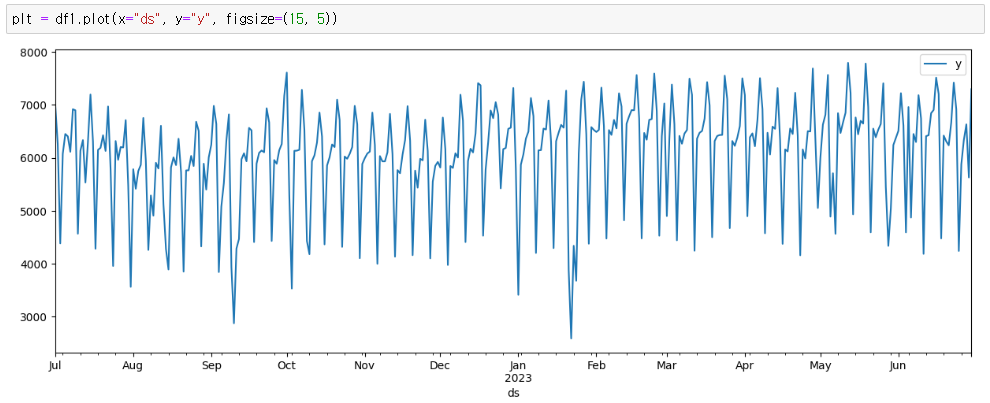 plt = df1.plot(x="ds", y="y", figsize=(15, 5))
8000
y
7000
6000
5000
4000
3000
Jul Aug Sep Oct Nov Dec Jan Feb Mar Apr May Jun
2023
ds